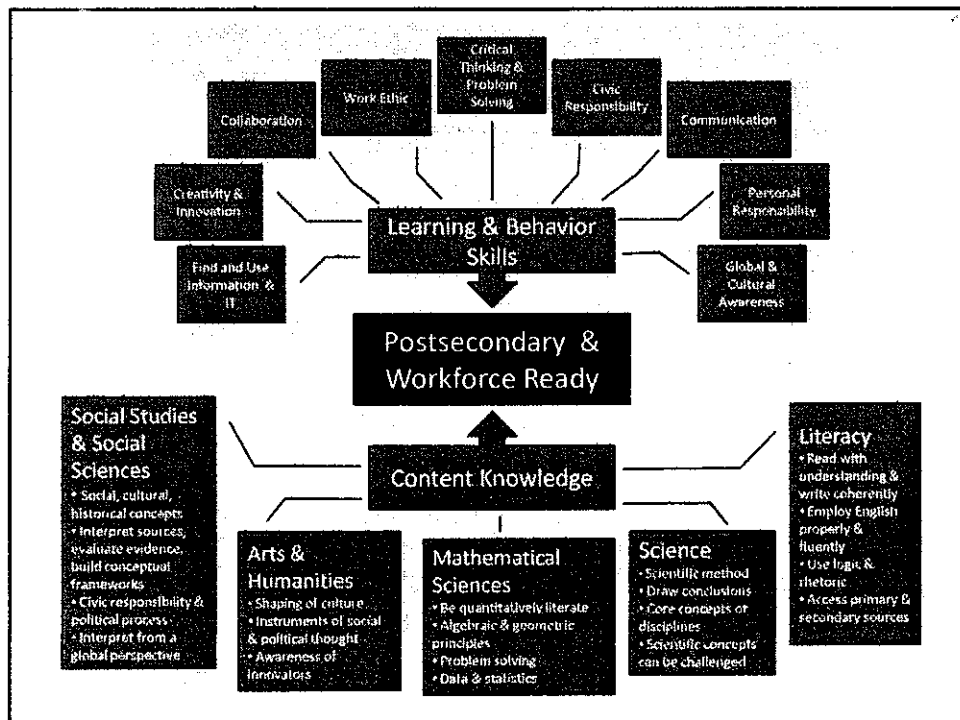 Critical
Thinking &
Problem
Solving
Work Ethic
Civic
Responsibility
Collaboration
Communication
Creativity &
Innovation
Personal
Responsibility
Learning & Behavior
Skills
Find and Use
Information & IT
Global &
Cultural
Awareness
Postsecondary &
Workforce Ready
Social Studies
& Social
Sciences
• Social, cultural,
historical concepts
• Interpret sources,
evaluate evidence,
build conceptual
frameworks
• Civic responsibility &
political process
• Interpret from a
global perspective
Content Knowledge
Literacy
• Read with
understanding &
write coherently
• Employ English
properly &
fluently
• Use logic &
rhetoric
• Access primary &
secondary sources
Arts &
Humanities
• Shaping of culture
• Instruments of social
& political thought
• Awareness of
innovators
Mathematical
Sciences
• Be quantitatively literate
• Algebraic & geometric
principles
• Problem solving
• Data & statistics
Science
• Scientific method
• Draw conclusions
• Core concepts of
disciplines
• Scientific concepts
can be challenged